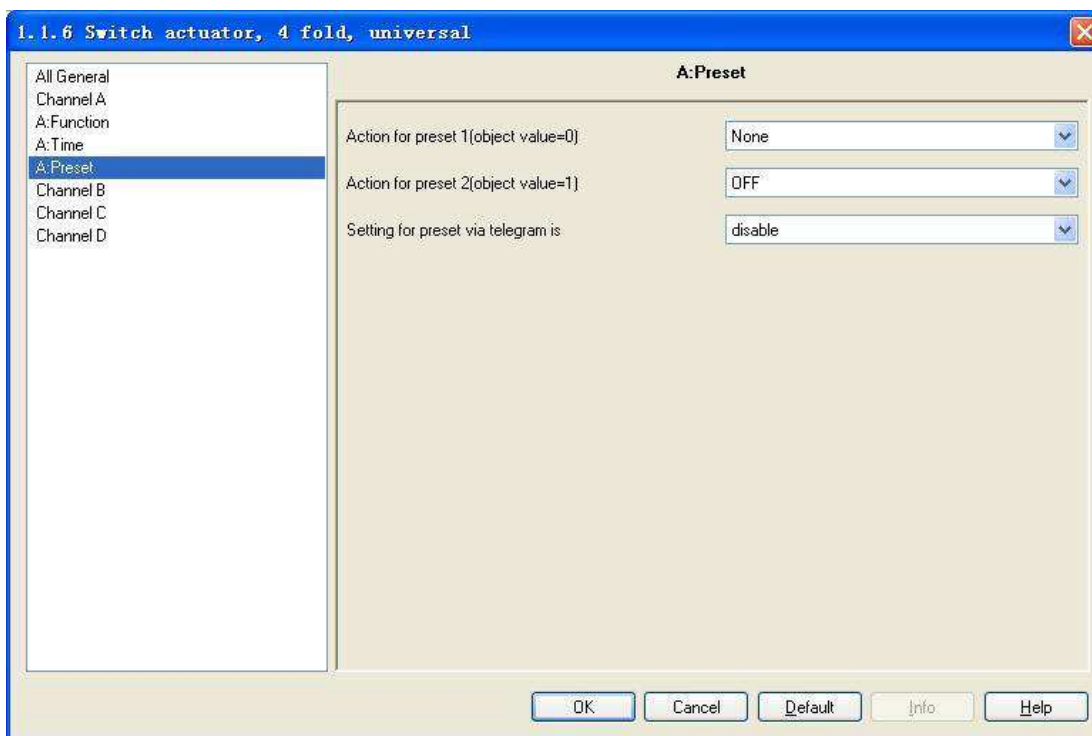 1.1.6 Switch actuator, 4 fold, universal
All General
Channel A
A:Function
A:Time
A:Preset
Channel B
Channel C
Channel D
A:Preset
Action for preset 1(object value=0) None
Action for preset 2(object value=1) OFF
Setting for preset via telegram is disable
OK Cancel Default Info Help